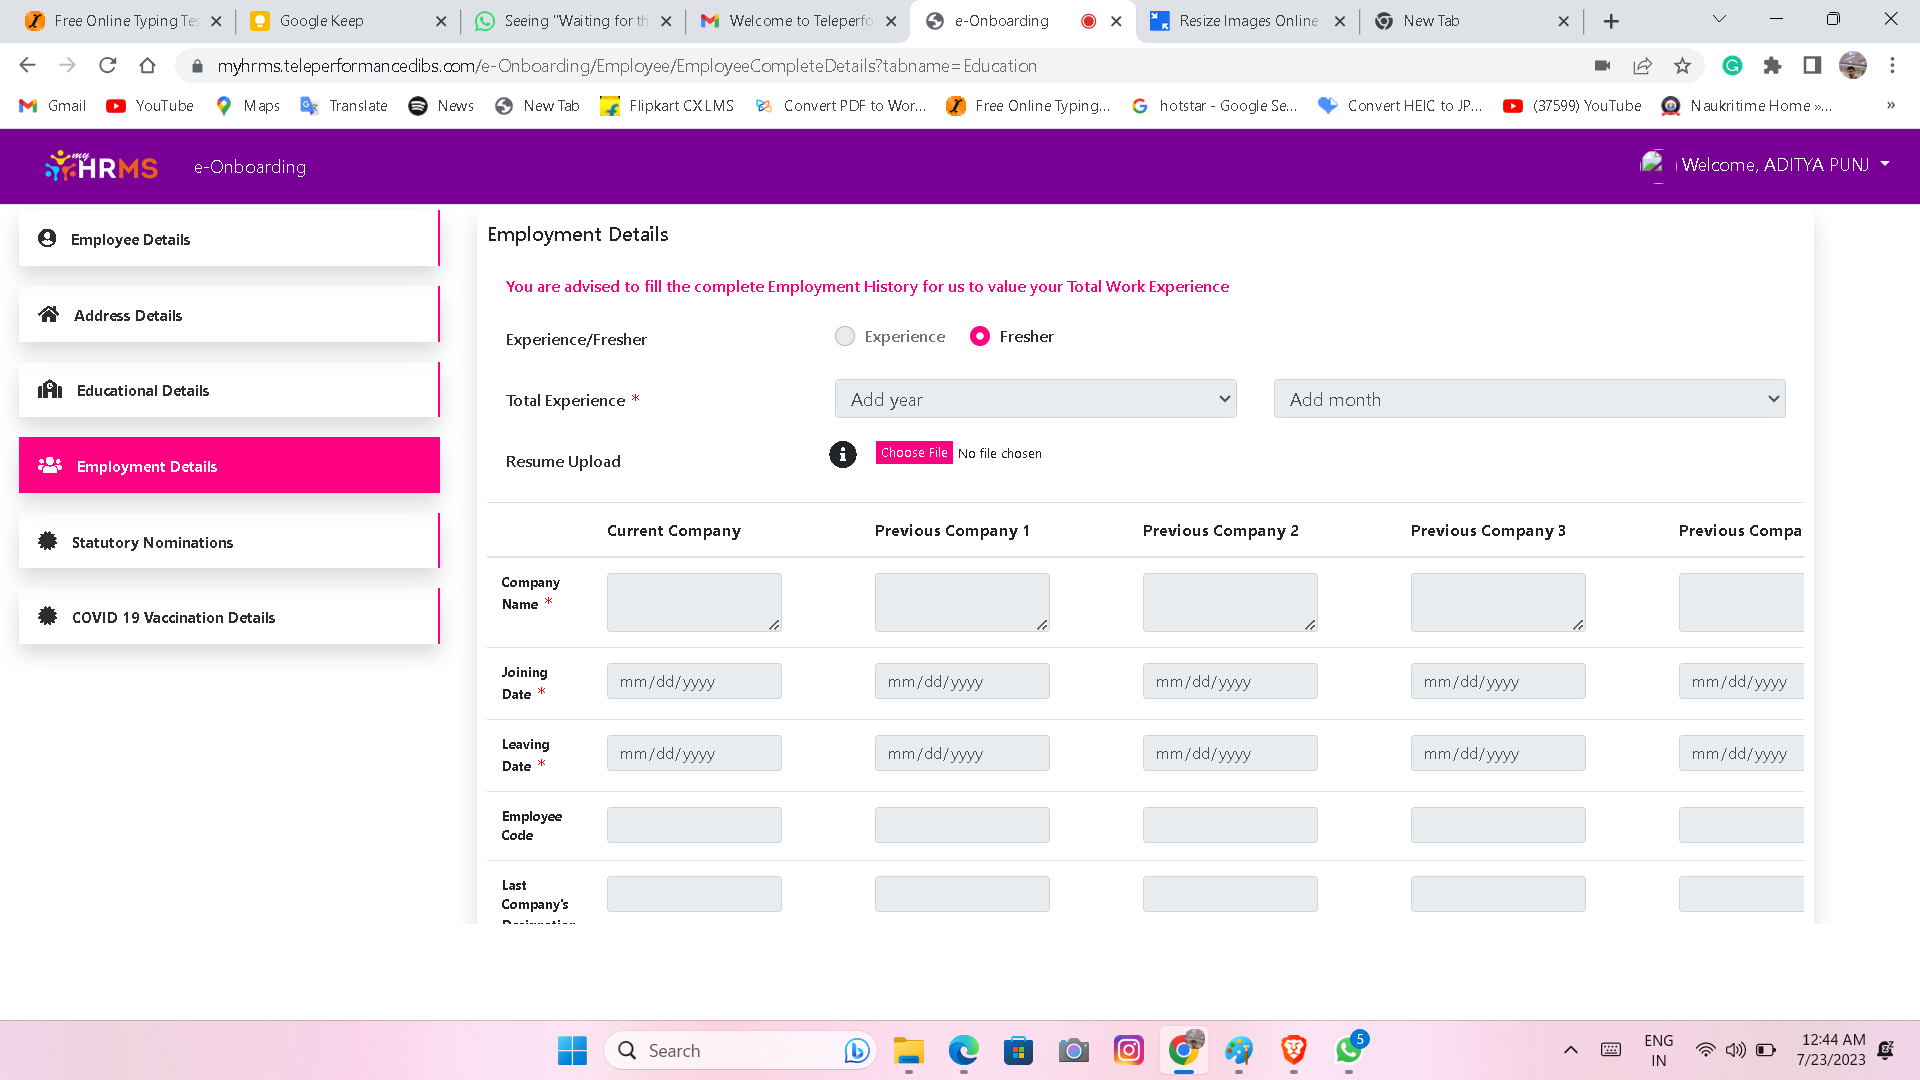 Free Online Typing Tes
Google Keep
Seeing "Waiting for th
Welcome to Teleperfo
e-Onboarding
Resize Images Online
New Tab
myhrms.teleperformancedibs.com/e-Onboarding/Employee/EmployeeCompleteDetails?tabname=Education
Gmail
YouTube
Maps
Translate
News
New Tab
Flipkart CX LMS
Convert PDF to Wor...
Free Online Typing...
hotstar - Google Se...
Convert HEIC to JP...
(37599) YouTube
Naukritime Home »...
»
my HRMS
e-Onboarding
Welcome, ADITYA PUNJ
Employee Details
Address Details
Educational Details
Employment Details
Statutory Nominations
COVID 19 Vaccination Details
Employment Details
You are advised to fill the complete Employment History for us to value your Total Work Experience
Experience/Fresher
Experience
Fresher
Total Experience *
Add year
Add month
Resume Upload
Choose File No file chosen
Current Company
Previous Company 1
Previous Company 2
Previous Company 3
Previous Compa
Company
Name *
Joining
Date *
mm/dd/yyyy
mm/dd/yyyy
mm/dd/yyyy
mm/dd/yyyy
mm/dd/yyyy
Leaving
Date *
mm/dd/yyyy
mm/dd/yyyy
mm/dd/yyyy
mm/dd/yyyy
mm/dd/yyyy
Employee
Code
Last
Company's
Search
5
ENG
IN
12:44 AM
7/23/2023